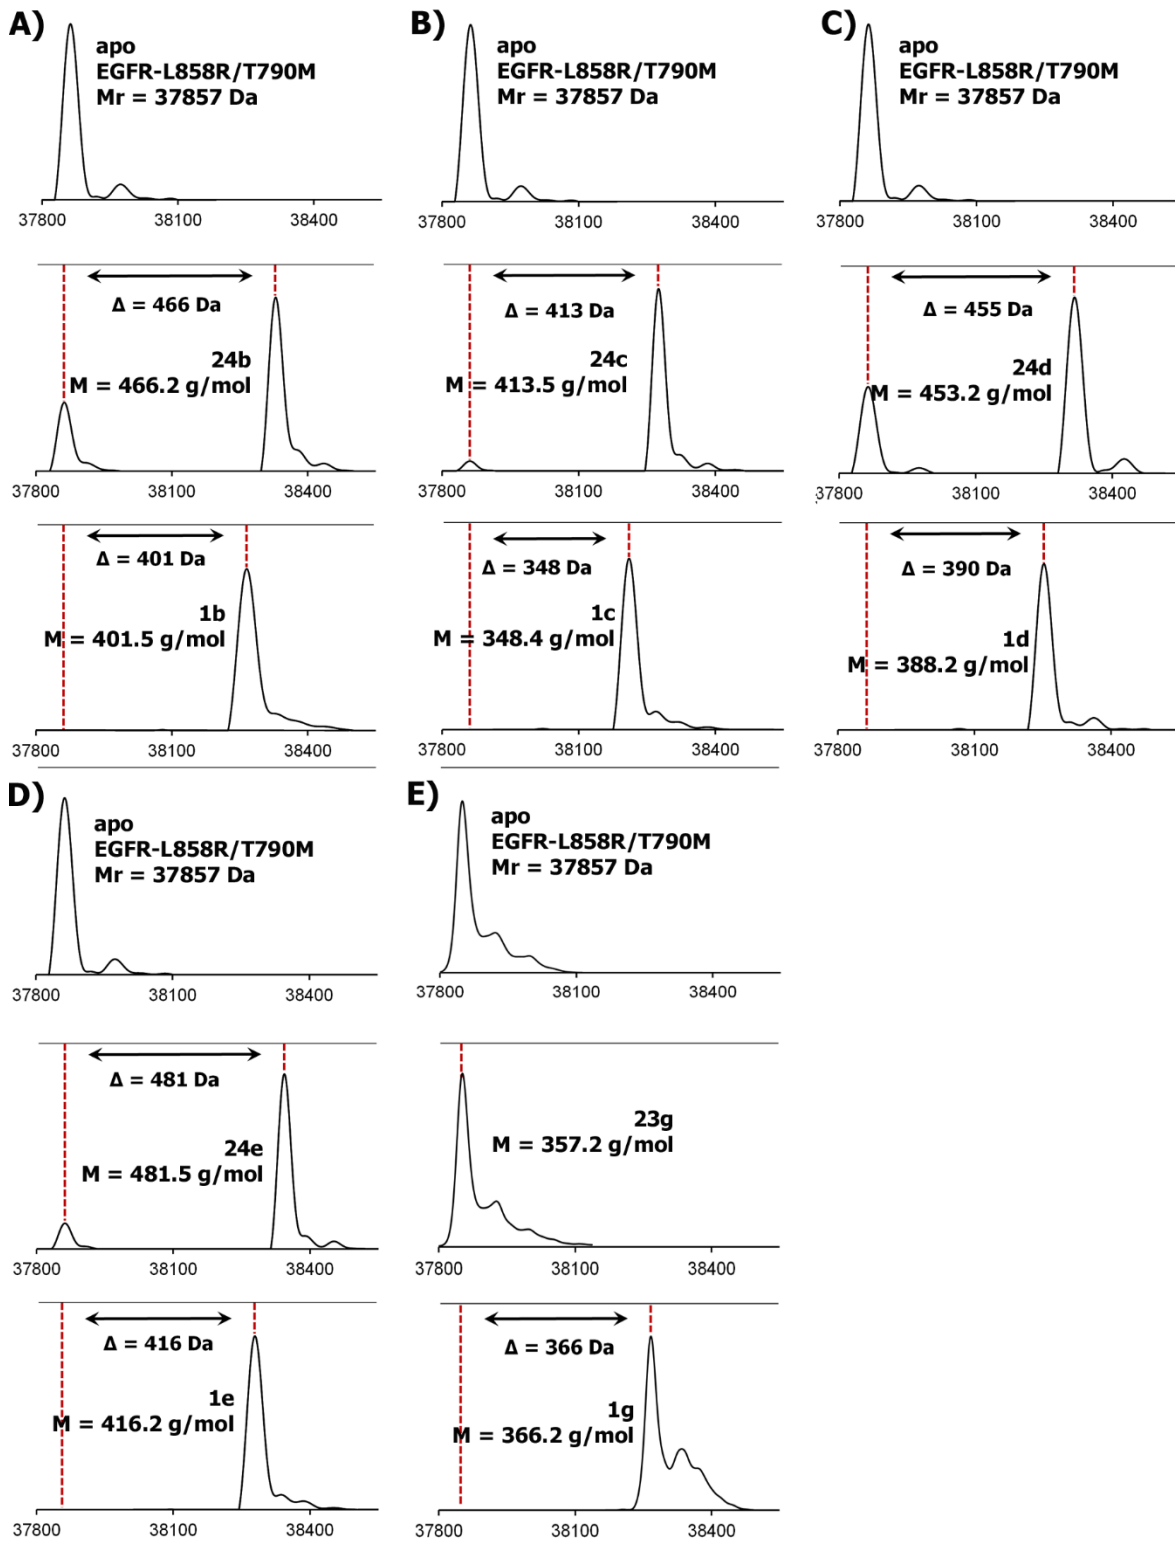 A)
apo
EGFR-L858R/T790M
Mr = 37857 Da
37800 38100 38400
Δ = 466 Da
24b
M = 466.2 g/mol
37800 38100 38400
Δ = 401 Da
1b
M = 401.5 g/mol
37800 38100 38400
B)
apo
EGFR-L858R/T790M
Mr = 37857 Da
37800 38100 38400
Δ = 413 Da
24c
M = 413.5 g/mol
37800 38100 38400
Δ = 348 Da
1c
M = 348.4 g/mol
37800 38100 38400
C)
apo
EGFR-L858R/T790M
Mr = 37857 Da
37800 38100 38400
Δ = 455 Da
24d
M = 453.2 g/mol
37800 38100 38400
Δ = 390 Da
1d
M = 388.2 g/mol
37800 38100 38400
D)
apo
EGFR-L858R/T790M
Mr = 37857 Da
37800 38100 38400
Δ = 481 Da
24e
M = 481.5 g/mol
37800 38100 38400
Δ = 416 Da
1e
M = 416.2 g/mol
37800 38100 38400
E)
apo
EGFR-L858R/T790M
Mr = 37857 Da
37800 38100 38400
23g
M = 357.2 g/mol
37800 38100 38400
Δ = 366 Da
1g
M = 366.2 g/mol
37800 38100 38400